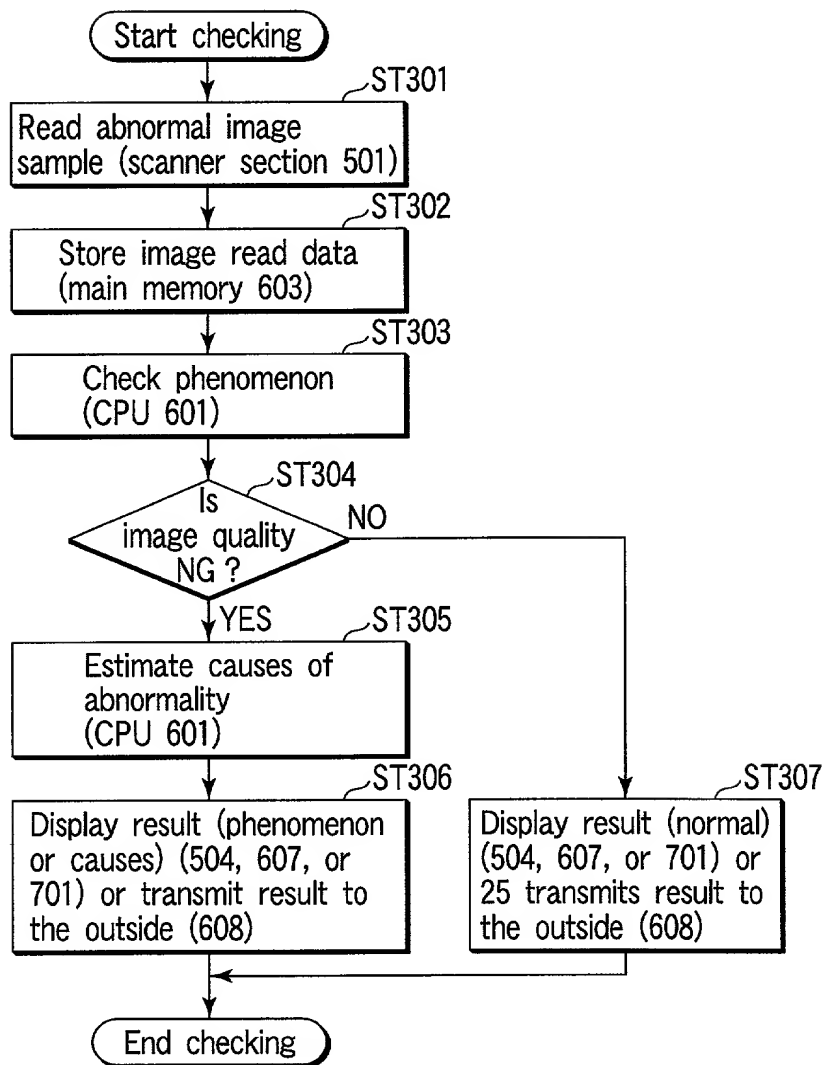 Start checking
ST301
Read abnormal image
sample (scanner section 501)
ST302
Store image read data
(main memory 603)
ST303
Check phenomenon
(CPU 601)
ST304
Is
image quality
NG ?
NO
YES
ST305
Estimate causes of
abnormality
(CPU 601)
ST306
Display result (phenomenon
or causes) (504, 607, or
701) or transmit result to
the outside (608)
ST307
Display result (normal)
(504, 607, or 701) or
25 transmits result to
the outside (608)
End checking